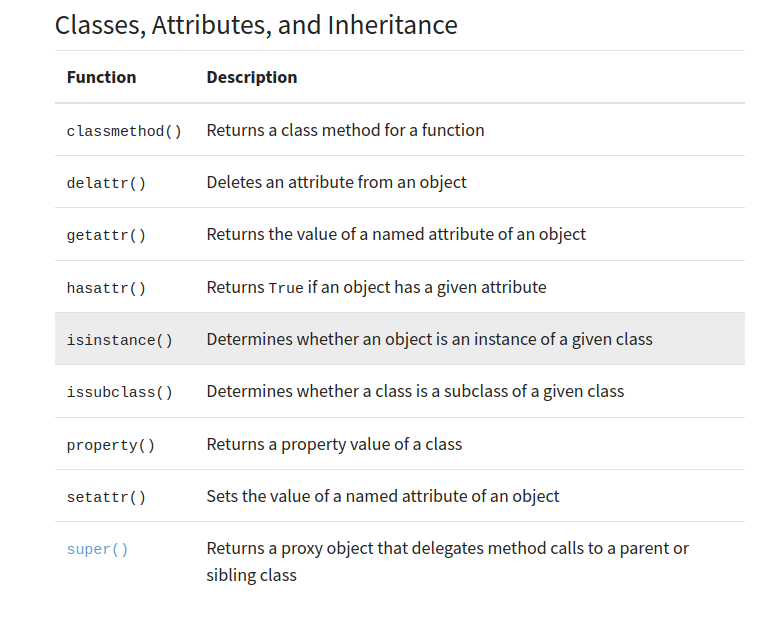 Classes, Attributes, and Inheritance
Function Description
classmethod() Returns a class method for a function
delattr() Deletes an attribute from an object
getattr() Returns the value of a named attribute of an object
hasattr() Returns True if an object has a given attribute
isinstance() Determines whether an object is an instance of a given class
issubclass() Determines whether a class is a subclass of a given class
property() Returns a property value of a class
setattr() Sets the value of a named attribute of an object
super() Returns a proxy object that delegates method calls to a parent or
sibling class